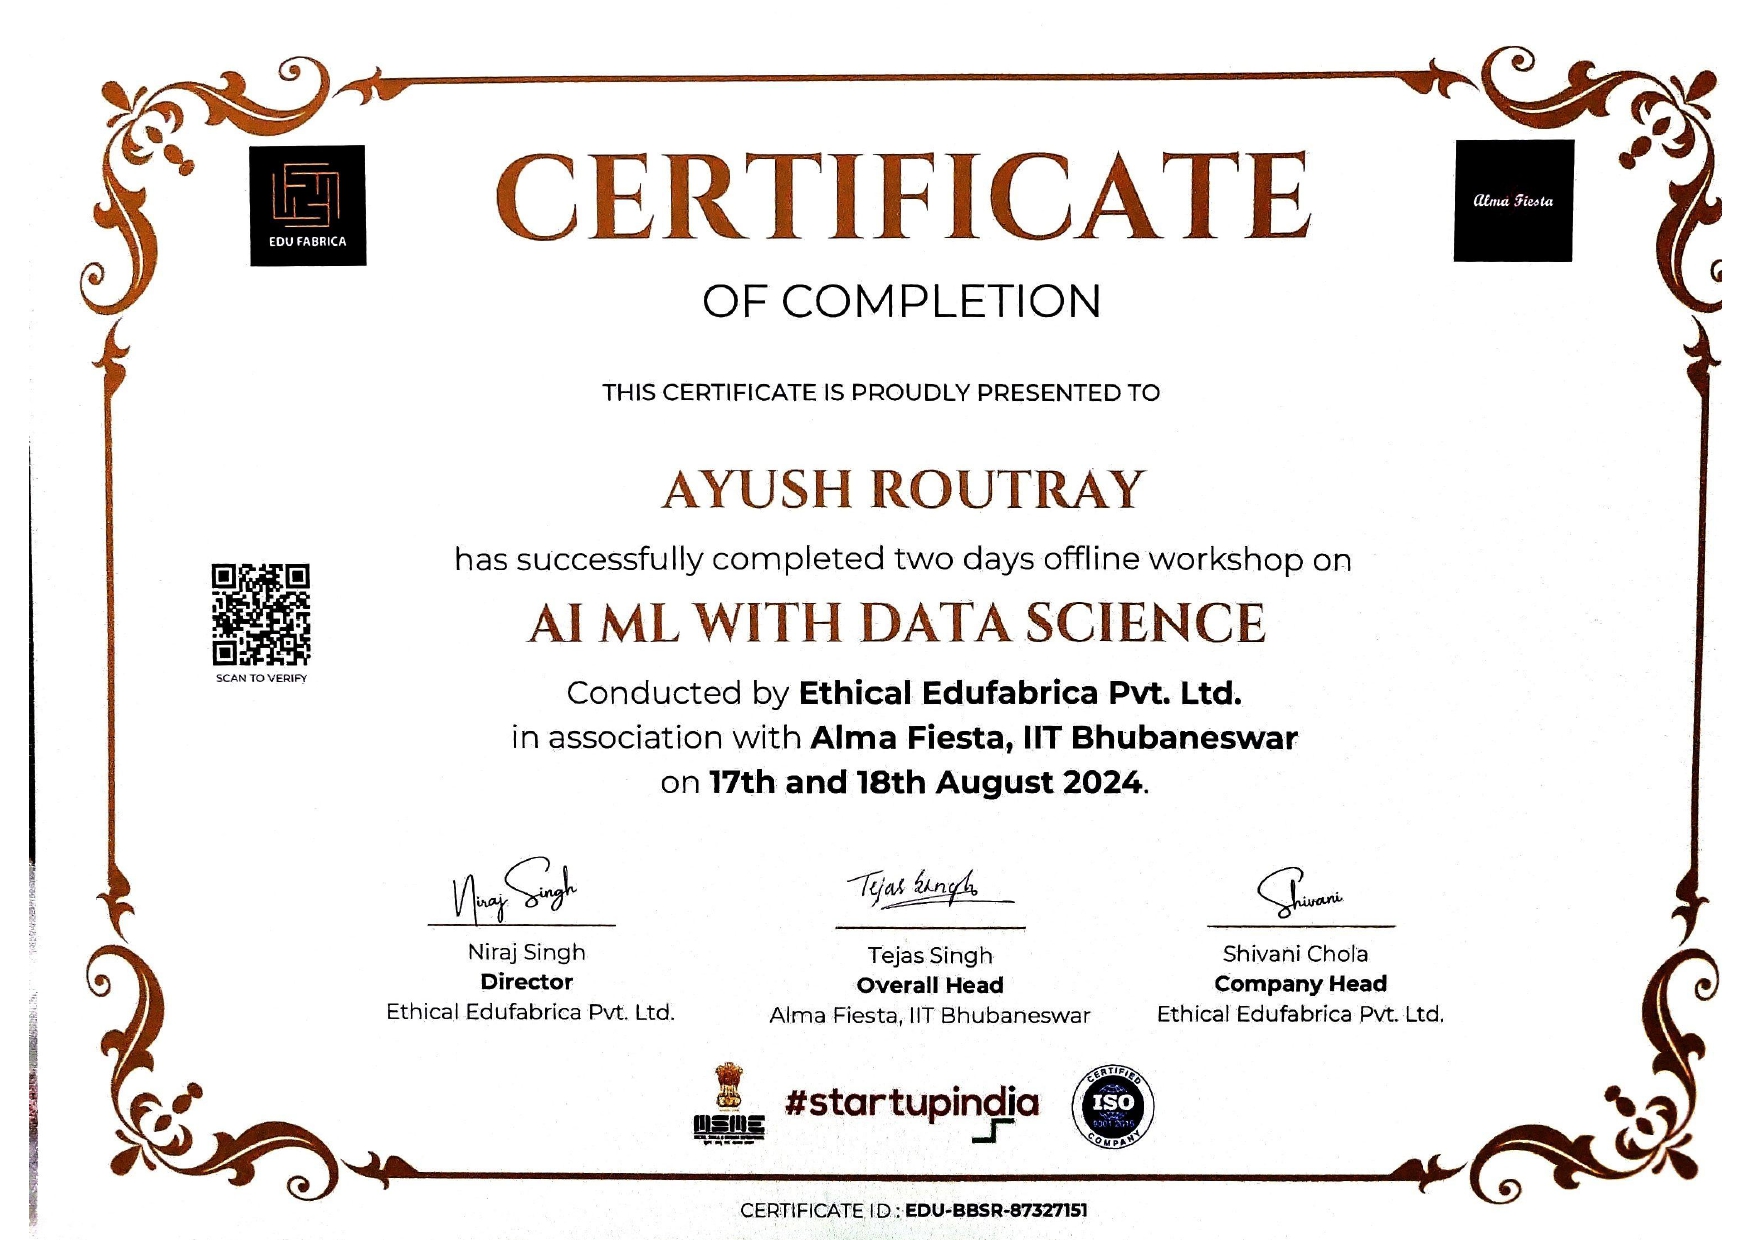 EDU FABRICA
Alma Fiesta
CERTIFICATE
OF COMPLETION
THIS CERTIFICATE IS PROUDLY PRESENTED TO
AYUSH ROUTRAY
has successfully completed two days offline workshop on
AI ML WITH DATA SCIENCE
SCAN TO VERIFY
Conducted by Ethical Edufabrica Pvt. Ltd.
in association with Alma Fiesta, IIT Bhubaneswar
on 17th and 18th August 2024.
Niraj Singh
Tejas Singh
Shivani
Niraj Singh
Director
Ethical Edufabrica Pvt. Ltd.
Tejas Singh
Overall Head
Alma Fiesta, IIT Bhubaneswar
Shivani Chola
Company Head
Ethical Edufabrica Pvt. Ltd.
MSME
#startupindia
CERTIFIED
ISO
9001:2015
COMPANY
CERTIFICATE ID : EDU-BBSR-87327151